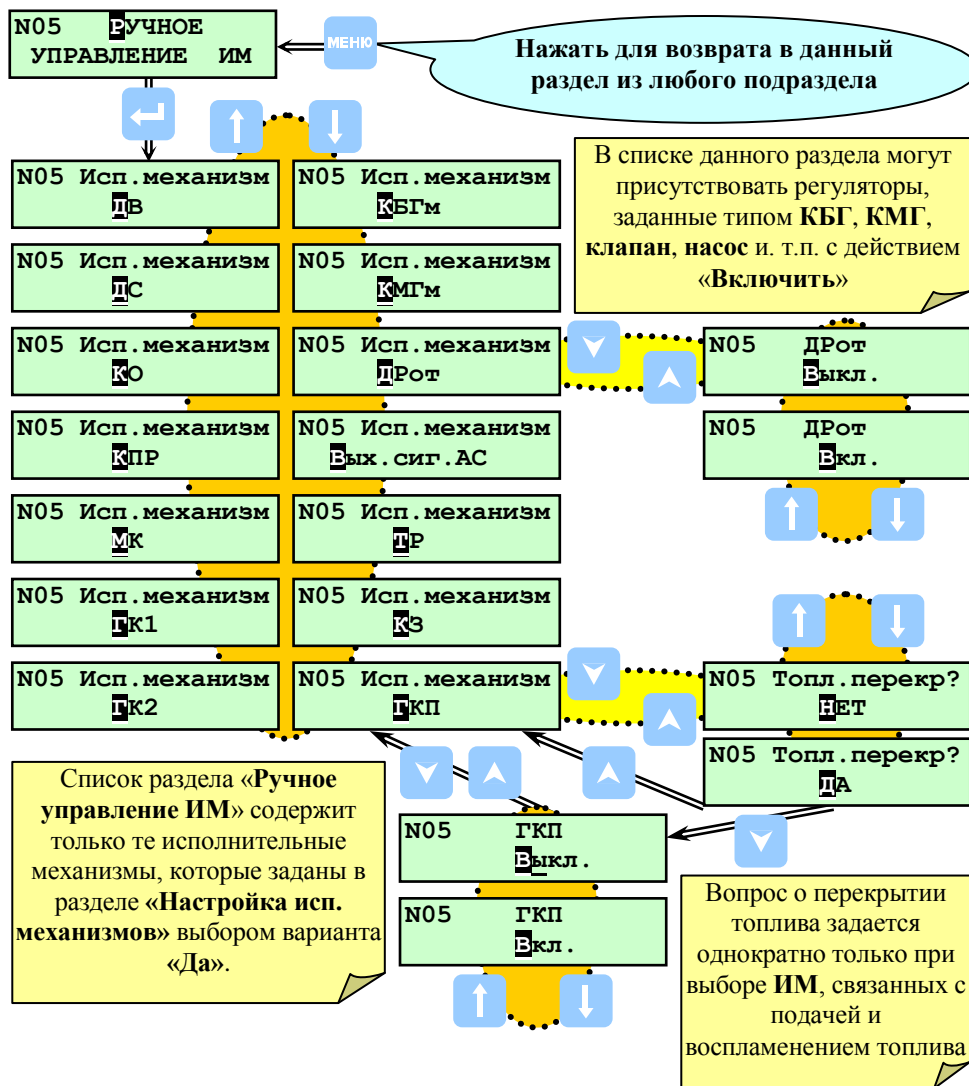 N05 РУЧНОЕ
УПРАВЛЕНИЕ ИМ
МЕНЮ
Нажать для возврата в данный
раздел из любого подраздела
N05 Исп.механизм
ДВ
N05 Исп.механизм
КБГм
В списке данного раздела могут
присутствовать регуляторы,
заданные типом КБГ, КМГ,
клапан, насос и. т.п. с действием
«Включить»
N05 Исп.механизм
ДС
N05 Исп.механизм
КМГм
N05 Исп.механизм
КО
N05 Исп.механизм
ДРот
N05 ДРот
Выкл.
N05 Исп.механизм
КПР
N05 Исп.механизм
Вых.сиг.АС
N05 ДРот
Вкл.
N05 Исп.механизм
МК
N05 Исп.механизм
ТР
N05 Исп.механизм
ГК1
N05 Исп.механизм
КЗ
N05 Исп.механизм
ГК2
N05 Исп.механизм
ГКП
N05 Топл.перекр?
НЕТ
N05 Топл.перекр?
ДА
Список раздела «Ручное
управление ИМ» содержит
только те исполнительные
механизмы, которые заданы в
разделе «Настройка исп.
механизмов» выбором варианта
«Да».
N05 ГКП
Выкл.
N05 ГКП
Вкл.
Вопрос о перекрытии
топлива задается
однократно только при
выборе ИМ, связанных с
подачей и
воспламенением топлива